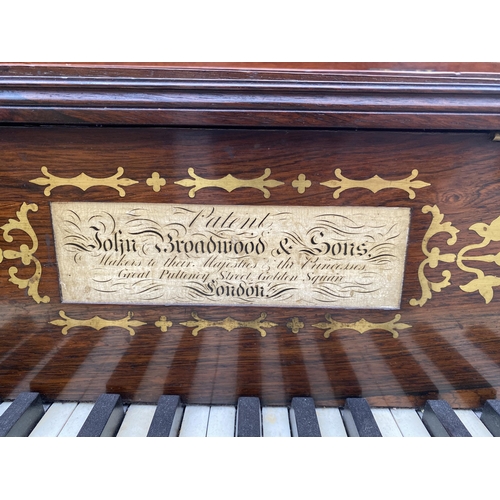 Patent
John Broadwood & Sons,
Makers to their Majesties & the Princesses
Great Pulteney Street Golden Square
London.